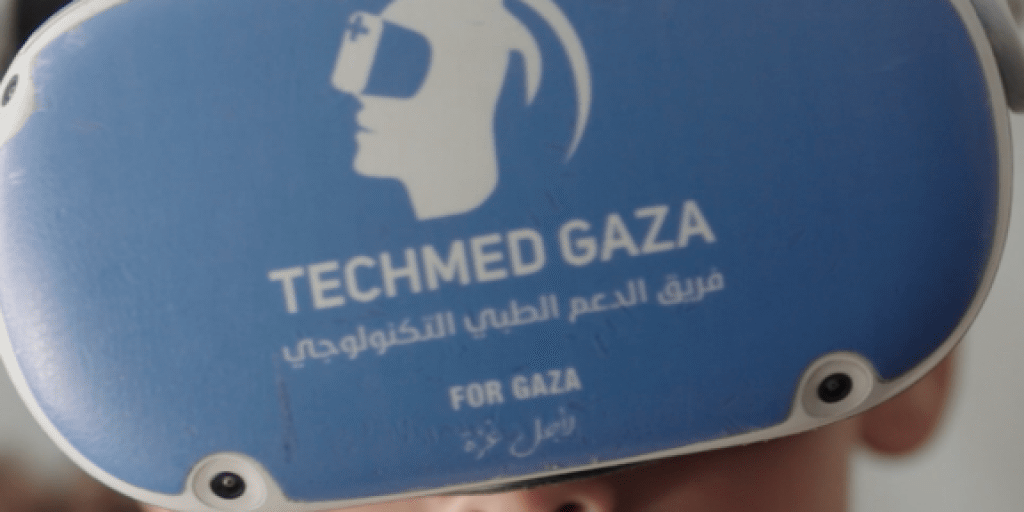 TECHMED GAZA
فريق الدعم الطبي التكنولوجي
FOR GAZA
لأجل غزة